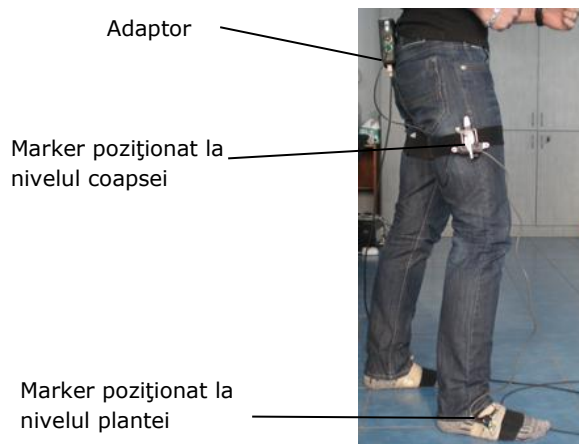 Adaptor
Marker poziţionat la
nivelul coapsei
Marker poziţionat la
nivelul plantei